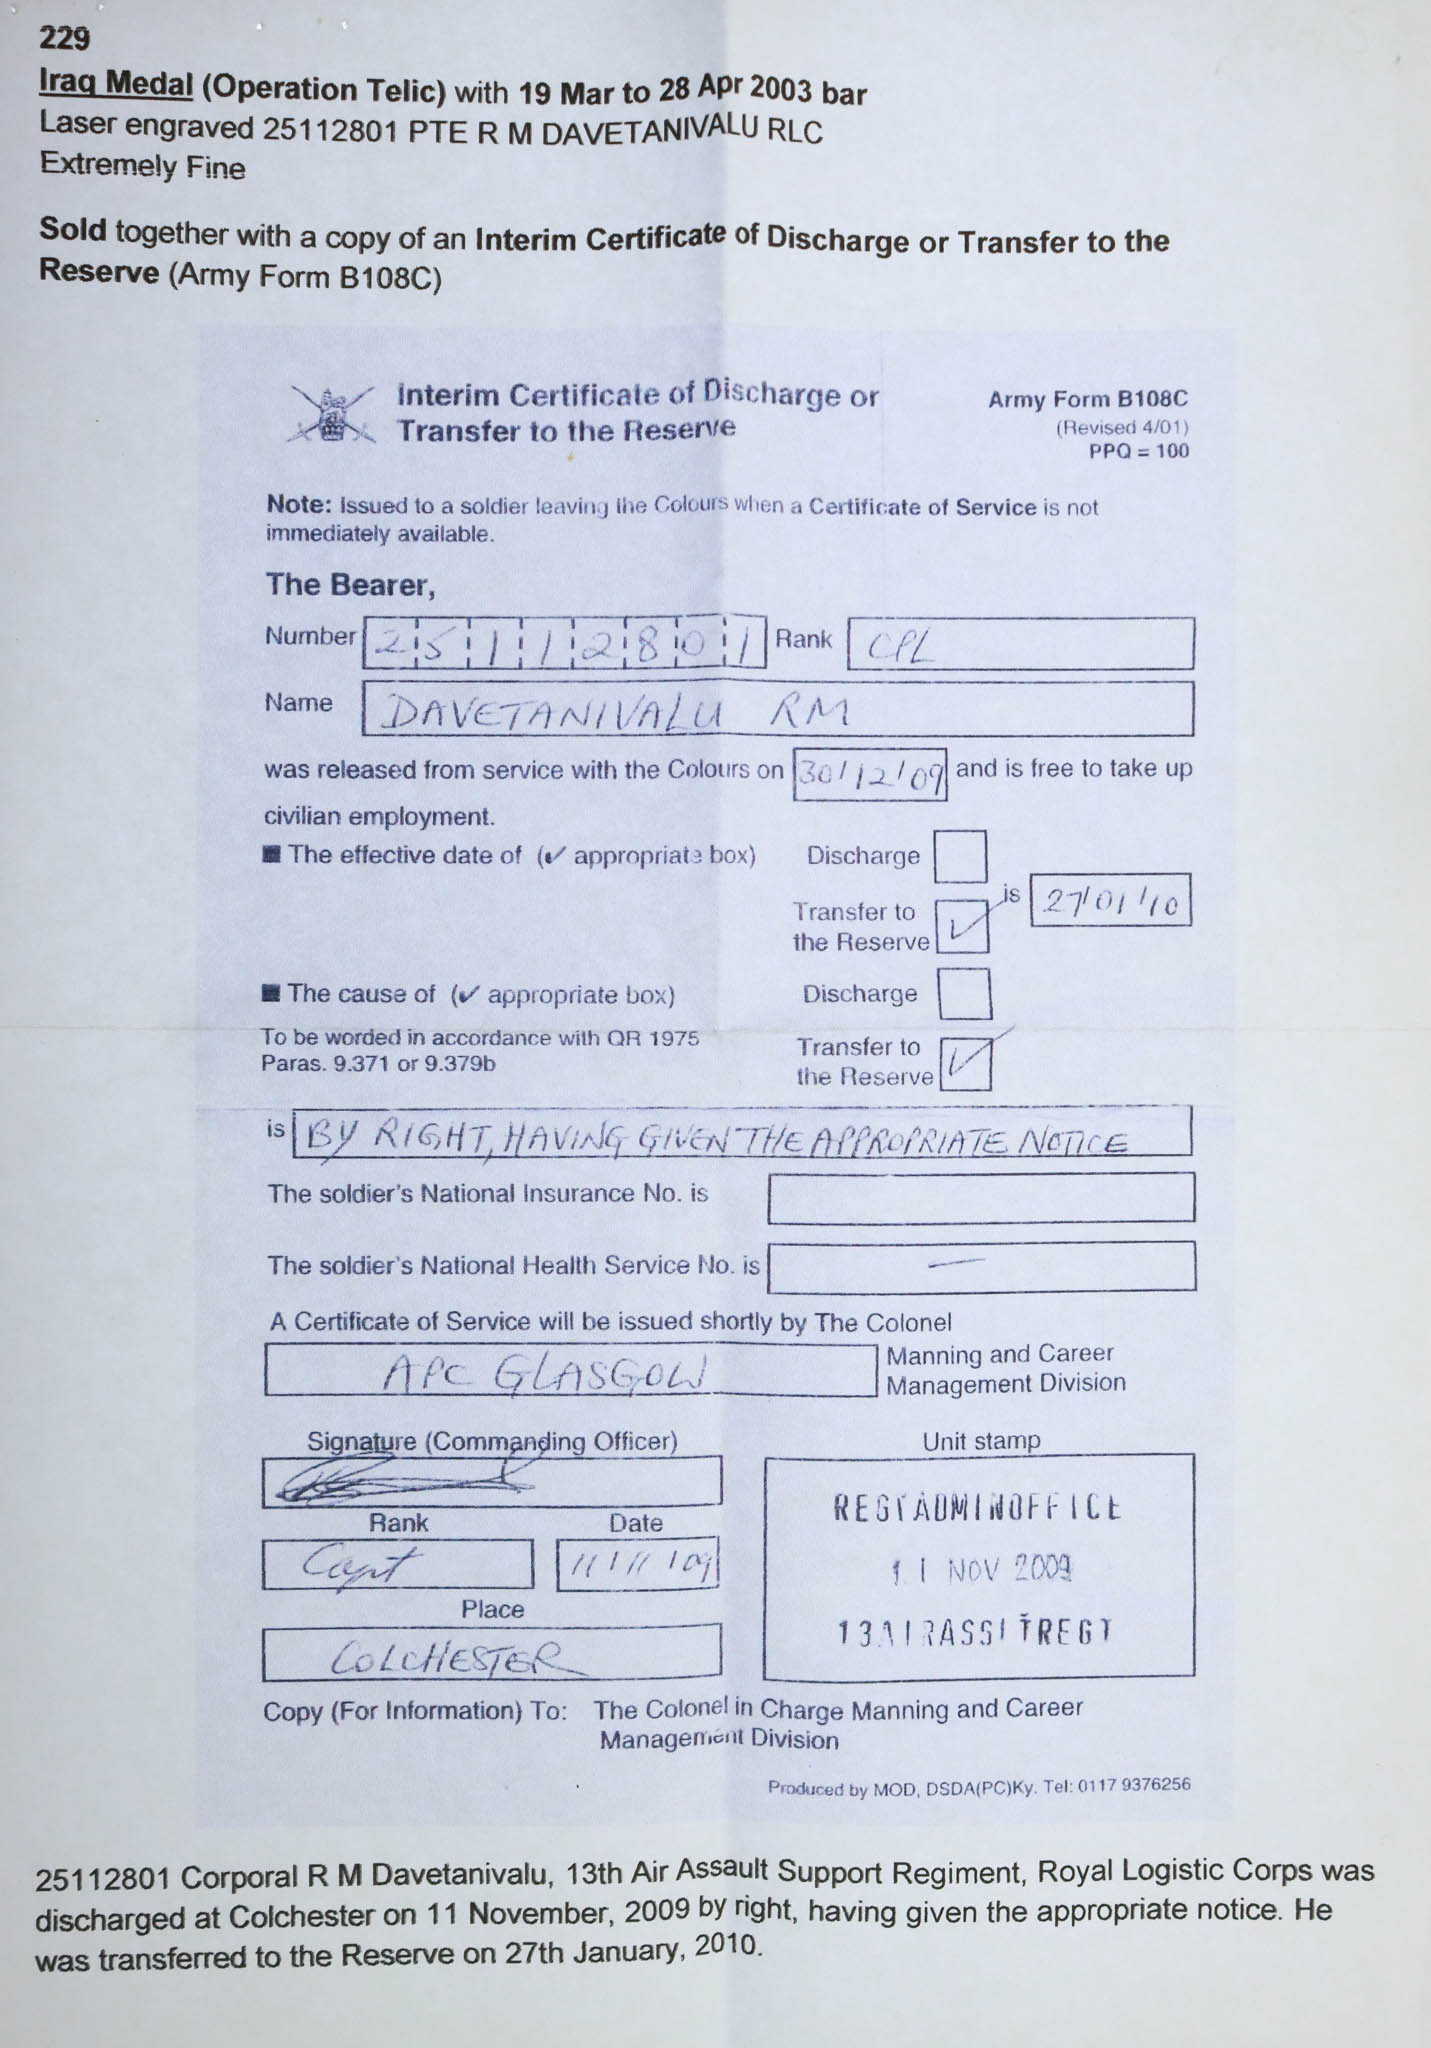 229
Iraq Medal (Operation Telic) with 19 Mar to 28 Apr 2003 bar
Laser engraved 25112801 PTE R M DAVETANIVALU RLC
Extremely Fine
Sold together with a copy of an Interim Certificate of Discharge or Transfer to the
Reserve (Army Form B108C)
Interim Certificate of Discharge or
Transfer to the Reserve
Army Form B108C
(Revised 4/01)
PPQ = 100
Note: Issued to a soldier leaving the Colours when a Certificate of Service is not
immediately available.
The Bearer,
Number 25112801 Rank CPL
Name DAVETANIVALU RM
was released from service with the Colours on 30/12/09 and is free to take up
civilian employment.
■ The effective date of (✓ appropriate box) Discharge
Transfer to
the Reserve ✓ is 27/01/10
■ The cause of (✓ appropriate box) Discharge
To be worded in accordance with QR 1975
Paras. 9.371 or 9.379b
Transfer to
the Reserve ✓
is BY RIGHT, HAVING GIVEN THE APPROPRIATE NOTICE
The soldier's National Insurance No. is
The soldier's National Health Service No. is —
A Certificate of Service will be issued shortly by The Colonel
APC GLASGOW
Manning and Career
Management Division
Signature (Commanding Officer)
Rank Date
Capt 11/11/09
Place
COLCHESTER
Unit stamp
REGTADMINOFFICE
11 NOV 2009
13AIRASSLTREGT
Copy (For Information) To: The Colonel in Charge Manning and Career
Management Division
Produced by MOD, DSDA(PC)Ky. Tel: 0117 9376256
25112801 Corporal R M Davetanivalu, 13th Air Assault Support Regiment, Royal Logistic Corps was
discharged at Colchester on 11 November, 2009 by right, having given the appropriate notice. He
was transferred to the Reserve on 27th January, 2010.